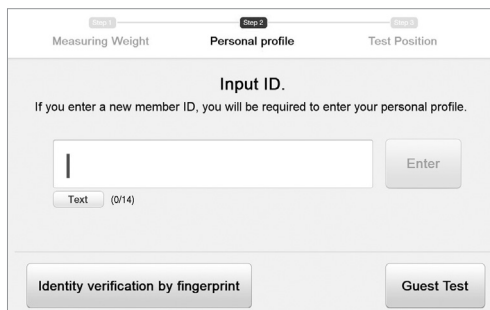 Step 1 Step 2 Step 3
Measuring Weight Personal profile Test Position
Input ID.
If you enter a new member ID, you will be required to enter your personal profile.
Enter
Text (0/14)
Identity verification by fingerprint Guest Test